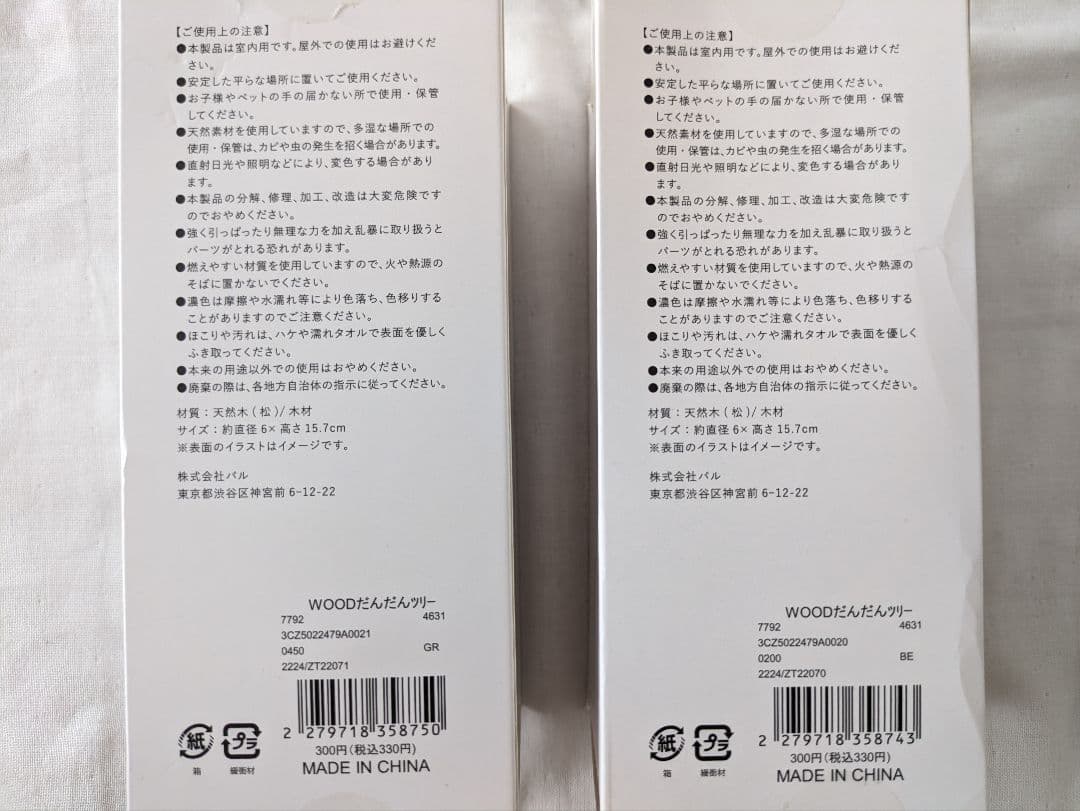 【ご使用上の注意】
●本製品は室内用です。屋外での使用はお避けくだ
さい。
●安定した平らな場所に置いてご使用ください。
●お子様やペットの手の届かない所で使用・保管
してください。
●天然素材を使用していますので、多湿な場所での
使用・保管は、カビや虫の発生を招く場合があります。
●直射日光や照明などにより、変色する場合があり
ます。
●本製品の分解、修理、加工、改造は大変危険です
のでおやめください。
●強く引っぱったり無理な力を加え乱暴に取り扱うと
パーツがとれる恐れがあります。
●燃えやすい材質を使用していますので、火や熱源の
そばに置かないでください。
●濃色は摩擦や水濡れ等により色落ち、色移りする
ことがありますのでご注意ください。
●ほこりや汚れは、ハケや濡れタオルで表面を優しく
ふき取ってください。
●本来の用途以外での使用はおやめください。
●廃棄の際は、各地方自治体の指示に従ってください。
材質：天然木(松)/木材
サイズ：約直径6×高さ15.7cm
※表面のイラストはイメージです。
株式会社パル
東京都渋谷区神宮前6-12-22
WOODだんだんツリー
7792 4631
3CZ5022479A0021
0450 GR
2224/ZT22071
2 279718 358750
300円(税込330円)
MADE IN CHINA
紙 プラ
箱 緩衝材
【ご使用上の注意】
●本製品は室内用です。屋外での使用はお避けくだ
さい。
●安定した平らな場所に置いてご使用ください。
●お子様やペットの手の届かない所で使用・保管
してください。
●天然素材を使用していますので、多湿な場所での
使用・保管は、カビや虫の発生を招く場合があります。
●直射日光や照明などにより、変色する場合があり
ます。
●本製品の分解、修理、加工、改造は大変危険です
のでおやめください。
●強く引っぱったり無理な力を加え乱暴に取り扱うと
パーツがとれる恐れがあります。
●燃えやすい材質を使用していますので、火や熱源の
そばに置かないでください。
●濃色は摩擦や水濡れ等により色落ち、色移りする
ことがありますのでご注意ください。
●ほこりや汚れは、ハケや濡れタオルで表面を優しく
ふき取ってください。
●本来の用途以外での使用はおやめください。
●廃棄の際は、各地方自治体の指示に従ってください。
材質：天然木(松)/木材
サイズ：約直径6×高さ15.7cm
※表面のイラストはイメージです。
株式会社パル
東京都渋谷区神宮前6-12-22
WOODだんだんツリー
7792 4631
3CZ5022479A0020
0200 BE
2224/ZT22070
2 279718 358743
300円(税込330円)
MADE IN CHINA
紙 プラ
箱 緩衝材